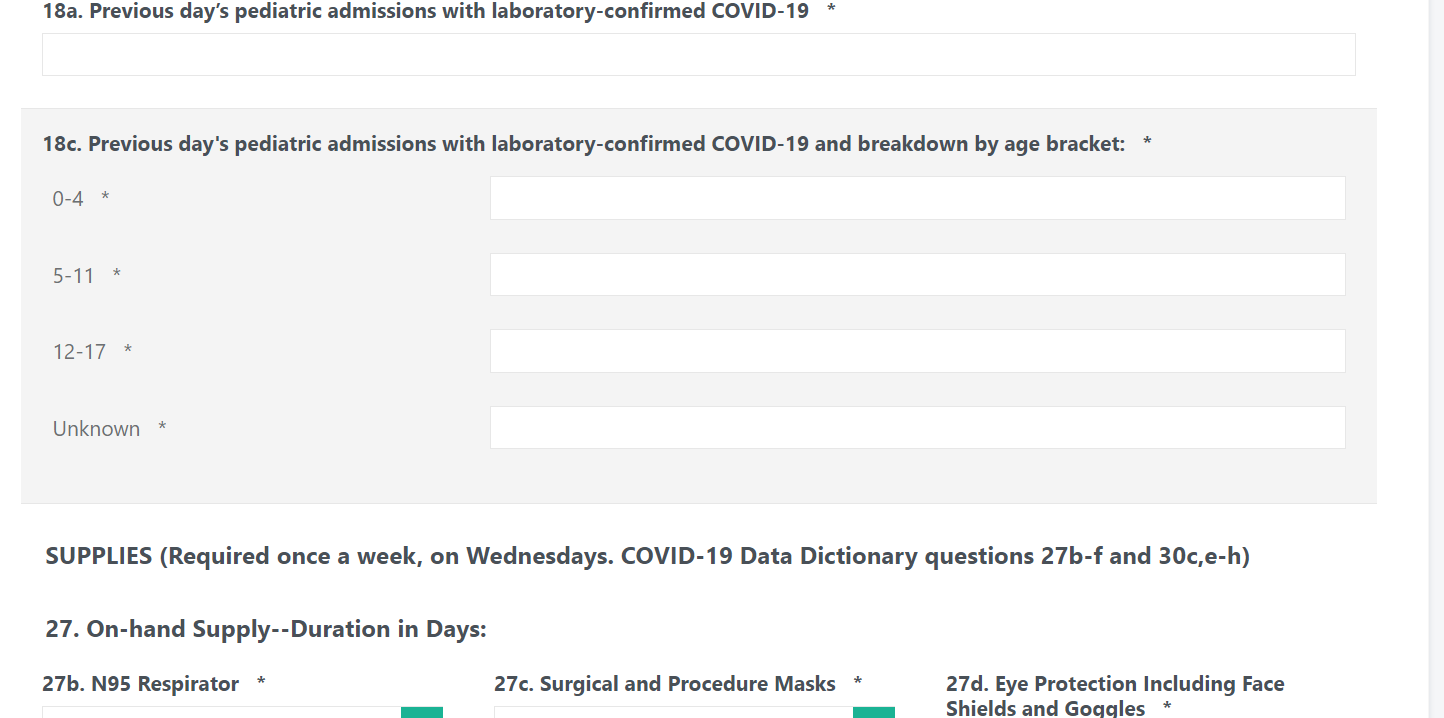 18a. Previous day’s pediatric admissions with laboratory-confirmed COVID-19 *
18c. Previous day's pediatric admissions with laboratory-confirmed COVID-19 and breakdown by age bracket: *
0-4 *
5-11 *
12-17 *
Unknown *
SUPPLIES (Required once a week, on Wednesdays. COVID-19 Data Dictionary questions 27b-f and 30c,e-h)
27. On-hand Supply--Duration in Days:
27b. N95 Respirator *
27c. Surgical and Procedure Masks *
27d. Eye Protection Including Face
Shields and Goggles *